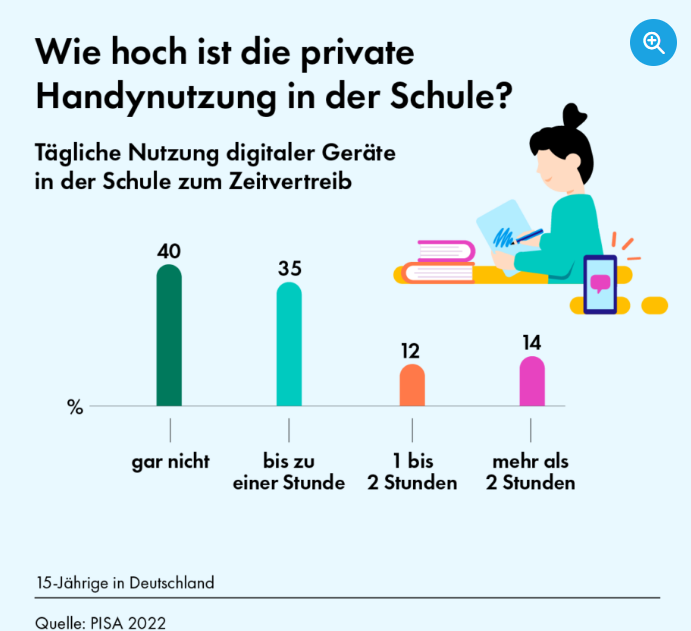 Wie hoch ist die private
Handynutzung in der Schule?
Tägliche Nutzung digitaler Geräte
in der Schule zum Zeitvertreib
40
35
12
14
%
gar nicht
bis zu
einer Stunde
1 bis
2 Stunden
mehr als
2 Stunden
15-Jährige in Deutschland
Quelle: PISA 2022